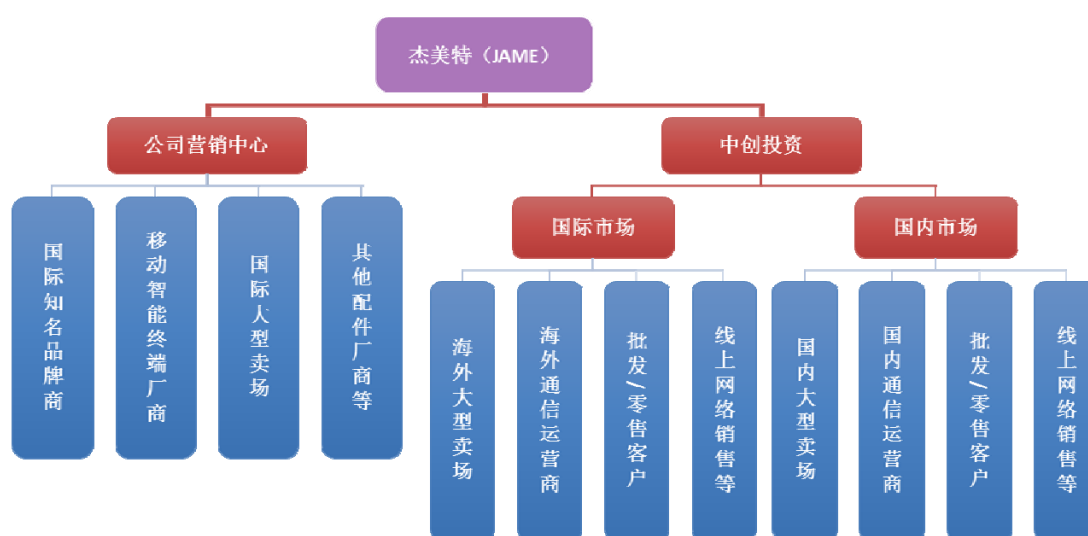 杰美特（JAME）
公司营销中心
中创投资
国际市场
国内市场
国际知名品牌商
移动智能终端厂商
国际大型卖场
其他配件厂商等
海外大型卖场
海外通信运营商
批发/零售客户
线上网络销售等
国内大型卖场
国内通信运营商
批发/零售客户
线上网络销售等